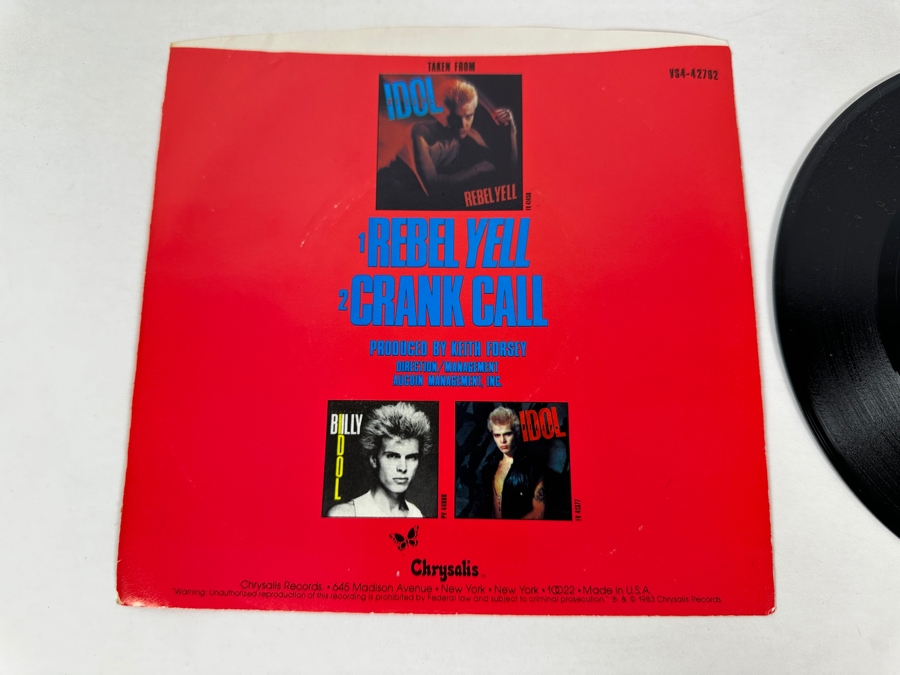 TAKEN FROM
VS4-42762
IDOL
REBEL YELL
1 REBEL YELL
2 CRANK CALL
PRODUCED BY KEITH FORSEY
DIRECTION/MANAGEMENT
AUCOIN MANAGEMENT, INC.
BILLY
IDOL
IDOL
Chrysalis
Chrysalis Records • 645 Madison Avenue • New York • New York • 10022 • Made in U.S.A.
"Warning: Unauthorized reproduction of this recording is prohibited by Federal law and subject to criminal prosecution." ℗ & © 1983 Chrysalis Records.